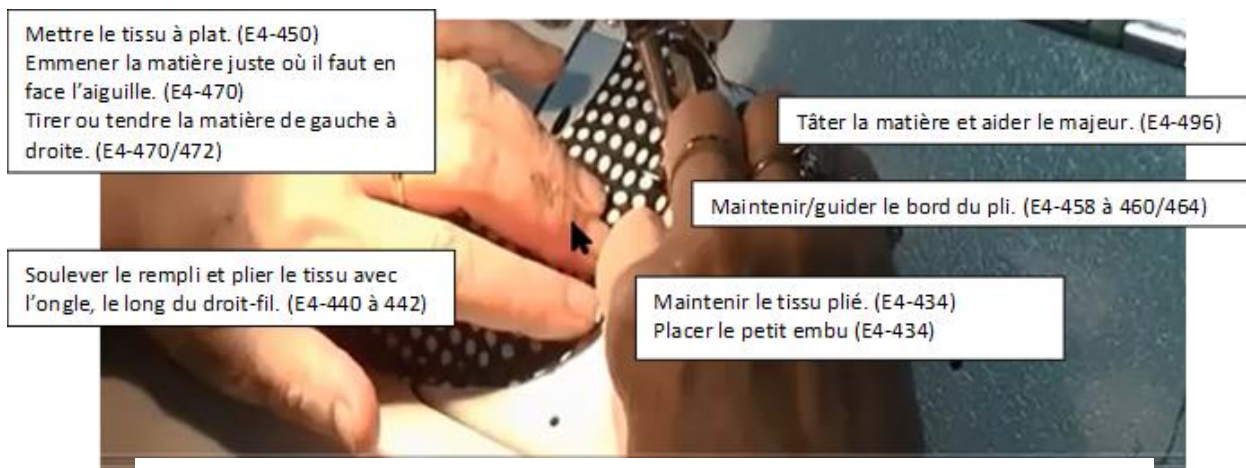 Mettre le tissu à plat. (E4-450)
Emmener la matière juste où il faut en
face l’aiguille. (E4-470)
Tirer ou tendre la matière de gauche à
droite. (E4-470/472)
Tâter la matière et aider le majeur. (E4-496)
Maintenir/guider le bord du pli. (E4-458 à 460/464)
Soulever le rempli et plier le tissu avec
l’ongle, le long du droit-fil. (E4-440 à 442)
Maintenir le tissu plié. (E4-434)
Placer le petit embu (E4-434)